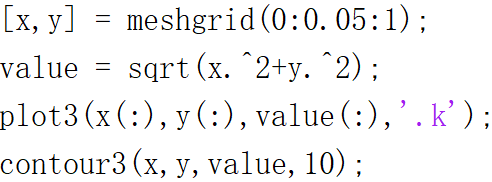 [x,y] = meshgrid(0:0.05:1);
value = sqrt(x.^2+y.^2);
plot3(x(:),y(:),value(:),'.k');
contour3(x,y,value,10);